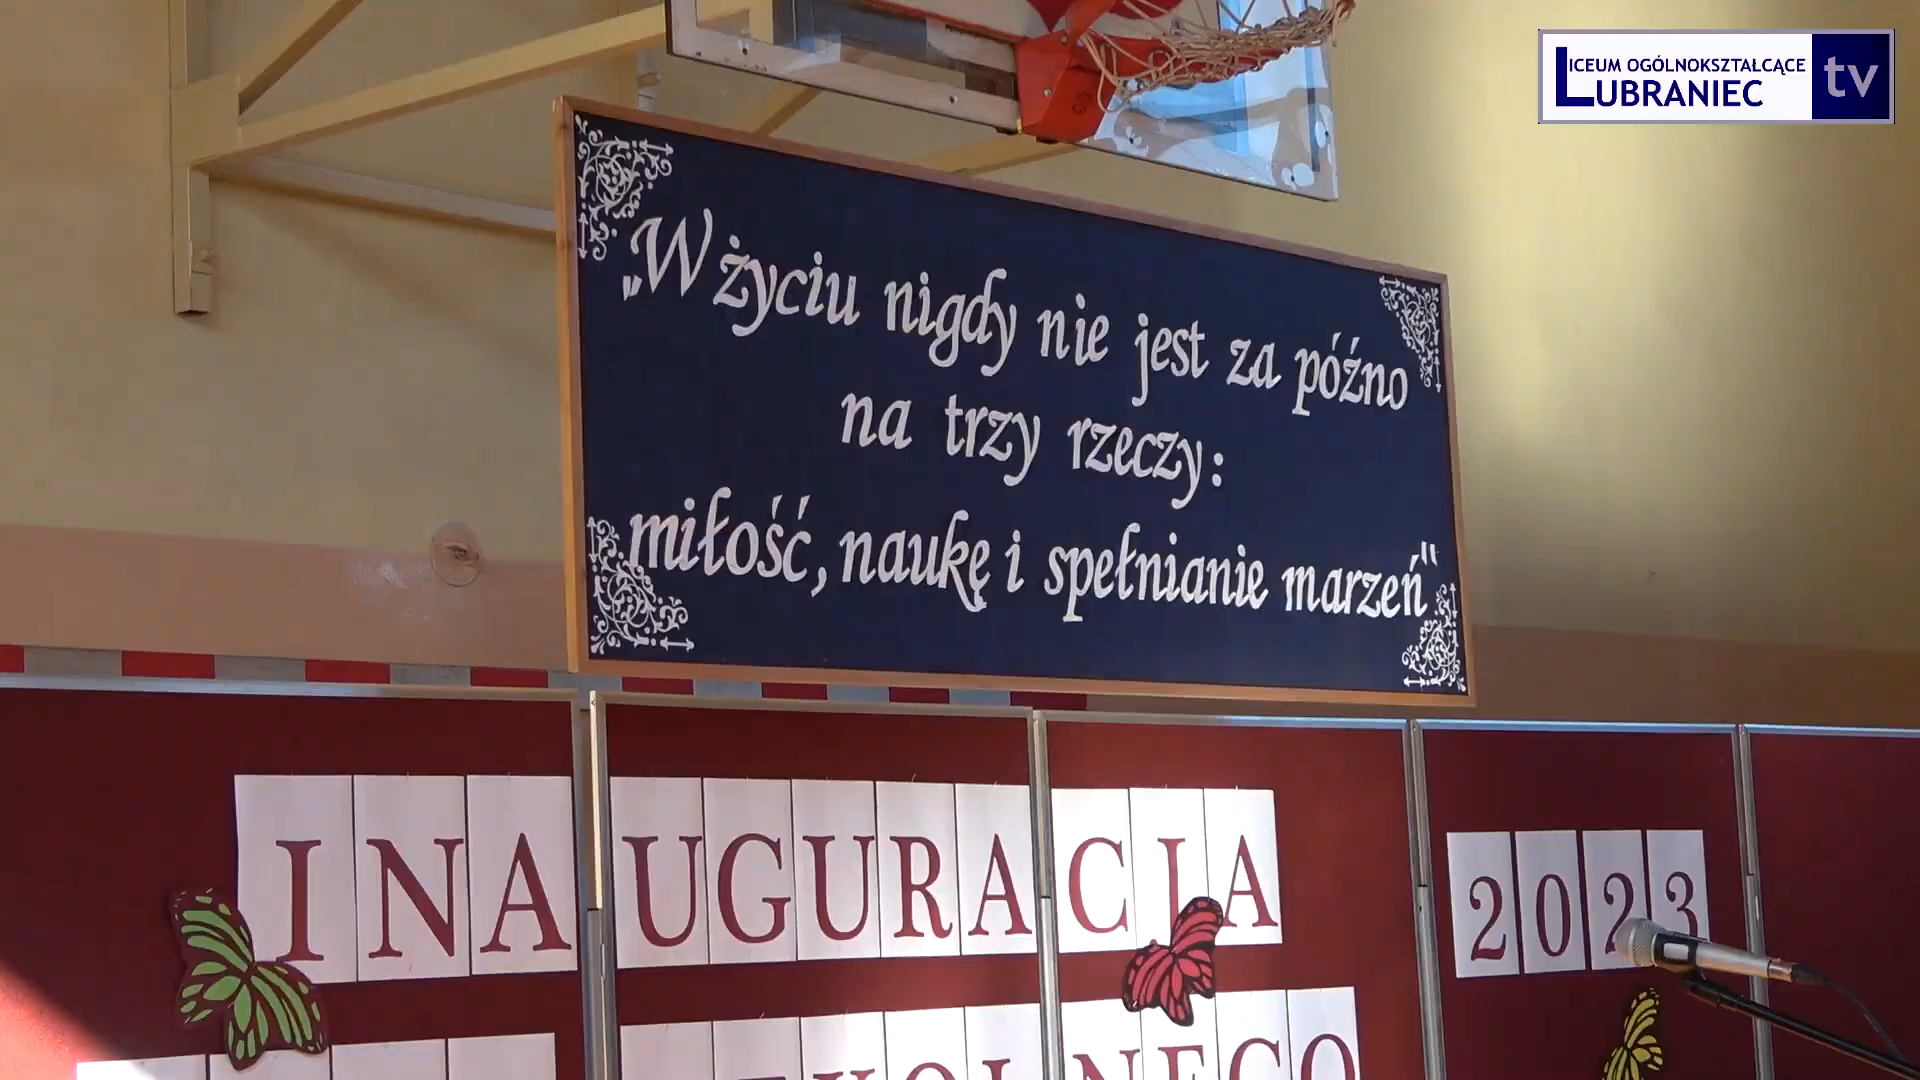 LICEUM OGÓLNOKSZTAŁCĄCE
LUBRANIEC
tv
„W życiu nigdy nie jest za późno
na trzy rzeczy:
miłość, naukę i spełnianie marzeń"
INAUGURACJA
2023